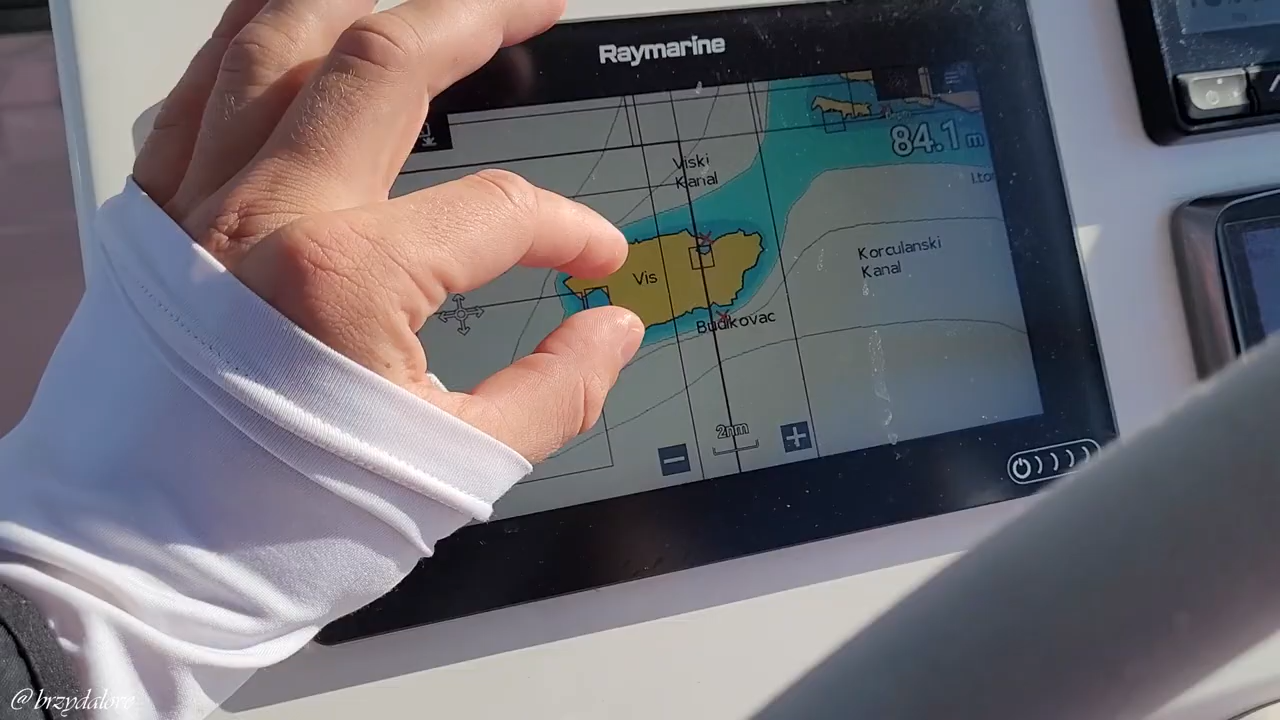 Raymarine
84.1 m
Viski
Kanal
Korculanski
Kanal
Vis
Budikovac
2nm
@brzydalove